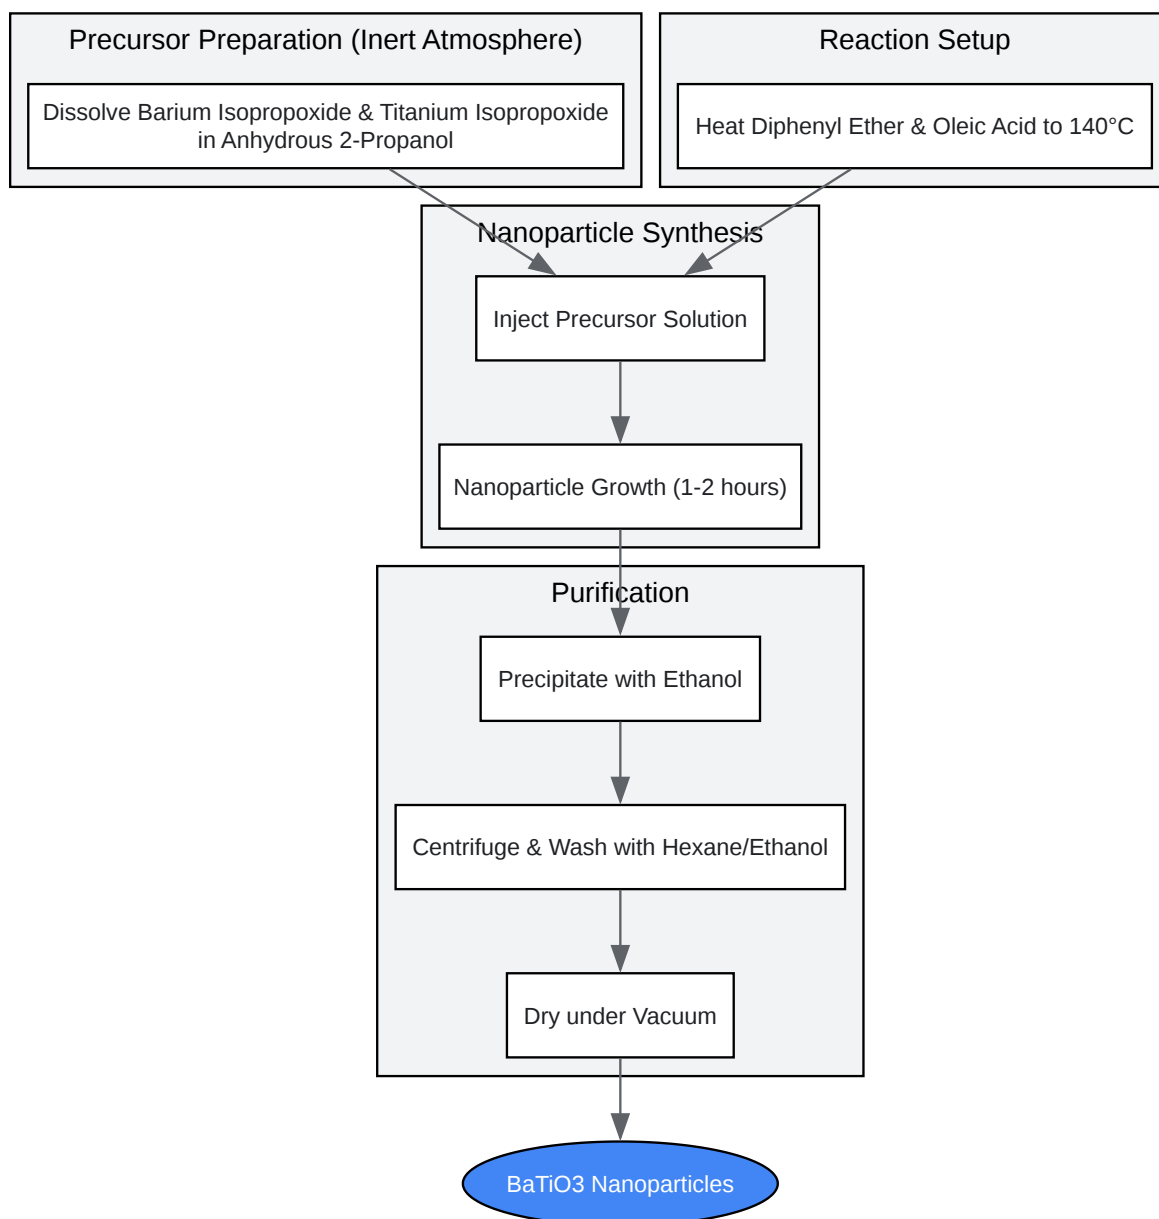 Precursor Preparation (Inert Atmosphere)
Dissolve Barium Isopropoxide & Titanium Isopropoxide
in Anhydrous 2-Propanol
Reaction Setup
Heat Diphenyl Ether & Oleic Acid to 140°C
Nanoparticle Synthesis
Inject Precursor Solution
Nanoparticle Growth (1-2 hours)
Purification
Precipitate with Ethanol
Centrifuge & Wash with Hexane/Ethanol
Dry under Vacuum
BaTiO3 Nanoparticles